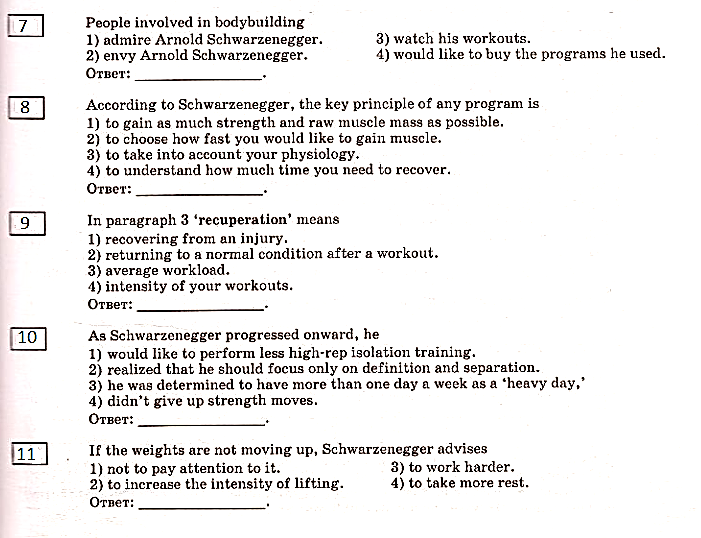 7
People involved in bodybuilding
1) admire Arnold Schwarzenegger.
2) envy Arnold Schwarzenegger.
3) watch his workouts.
4) would like to buy the programs he used.
Ответ: ______________.
8
According to Schwarzenegger, the key principle of any program is
1) to gain as much strength and raw muscle mass as possible.
2) to choose how fast you would like to gain muscle.
3) to take into account your physiology.
4) to understand how much time you need to recover.
Ответ: ______________.
9
In paragraph 3 ‘recuperation’ means
1) recovering from an injury.
2) returning to a normal condition after a workout.
3) average workload.
4) intensity of your workouts.
Ответ: ______________.
10
As Schwarzenegger progressed onward, he
1) would like to perform less high-rep isolation training.
2) realized that he should focus only on definition and separation.
3) he was determined to have more than one day a week as a ‘heavy day,’
4) didn’t give up strength moves.
Ответ: ______________.
11
If the weights are not moving up, Schwarzenegger advises
1) not to pay attention to it.
2) to increase the intensity of lifting.
3) to work harder.
4) to take more rest.
Ответ: ______________.